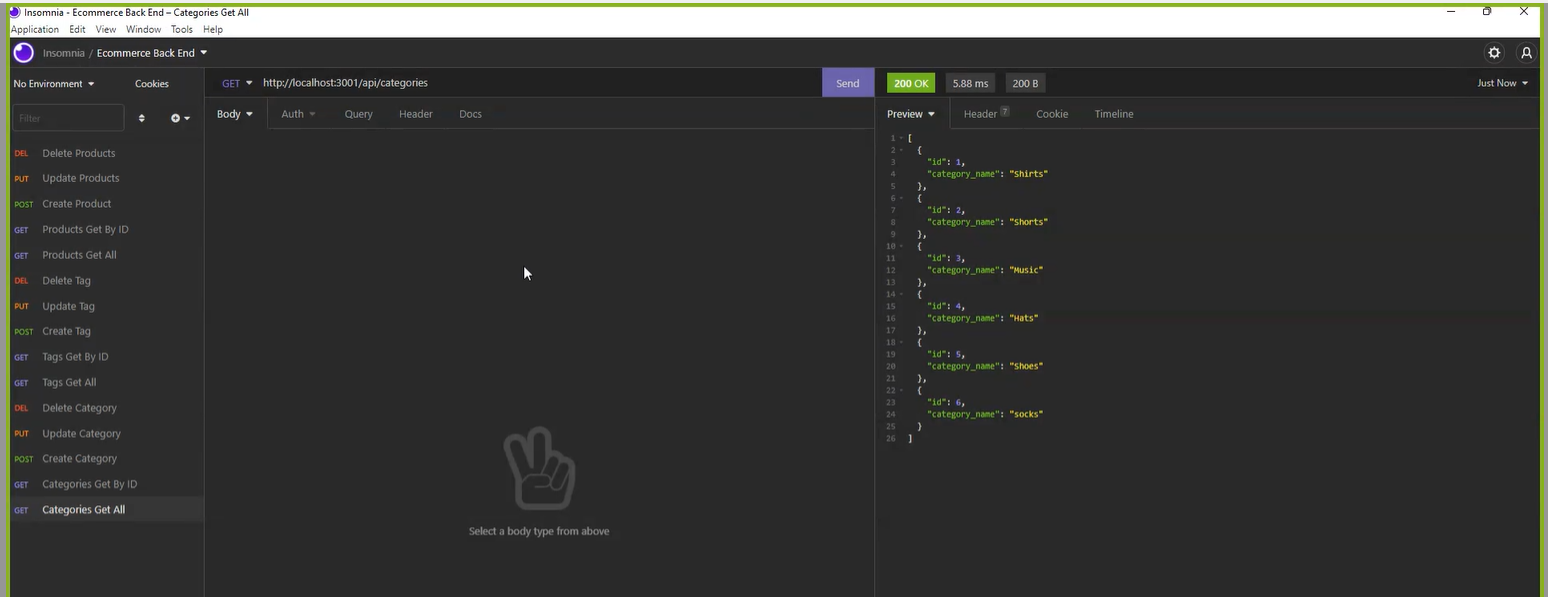 Insomnia - Ecommerce Back End – Categories Get All
Application Edit View Window Tools Help
Insomnia / Ecommerce Back End
No Environment Cookies
GET http://localhost:3001/api/categories Send
200 OK 5.88 ms 200 B Just Now
Filter
Body Auth Query Header Docs
Preview Header 7 Cookie Timeline
DEL Delete Products
PUT Update Products
POST Create Product
GET Products Get By ID
GET Products Get All
DEL Delete Tag
PUT Update Tag
POST Create Tag
GET Tags Get By ID
GET Tags Get All
DEL Delete Category
PUT Update Category
POST Create Category
GET Categories Get By ID
GET Categories Get All
Select a body type from above
1 [
2 {
3 "id": 1,
4 "category_name": "Shirts"
5 },
6 {
7 "id": 2,
8 "category_name": "Shorts"
9 },
10 {
11 "id": 3,
12 "category_name": "Music"
13 },
14 {
15 "id": 4,
16 "category_name": "Hats"
17 },
18 {
19 "id": 5,
20 "category_name": "Shoes"
21 },
22 {
23 "id": 6,
24 "category_name": "socks"
25 }
26 ]